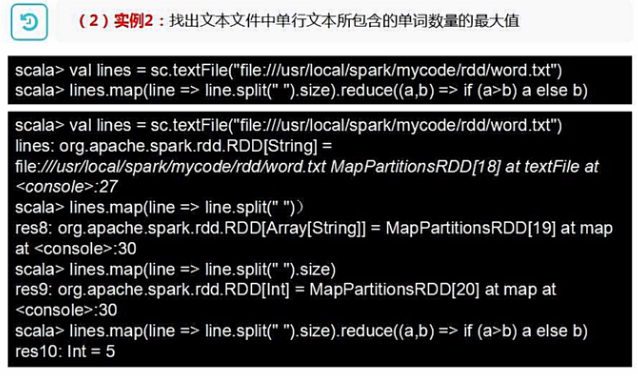 （2）实例2：找出文本文件中单行文本所包含的单词数量的最大值
scala> val lines = sc.textFile("file:///usr/local/spark/mycode/rdd/word.txt")
scala> lines.map(line => line.split(" ").size).reduce((a,b) => if (a>b) a else b)
scala> val lines = sc.textFile("file:///usr/local/spark/mycode/rdd/word.txt")
lines: org.apache.spark.rdd.RDD[String] =
file:///usr/local/spark/mycode/rdd/word.txt MapPartitionsRDD[18] at textFile at
<console>:27
scala> lines.map(line => line.split(" ")）
res8: org.apache.spark.rdd.RDD[Array[String]] = MapPartitionsRDD[19] at map
at <console>:30
scala> lines.map(line => line.split(" ").size)
res9: org.apache.spark.rdd.RDD[Int] = MapPartitionsRDD[20] at map at
<console>:30
scala> lines.map(line => line.split(" ").size).reduce((a,b) => if (a>b) a else b)
res10: Int = 5